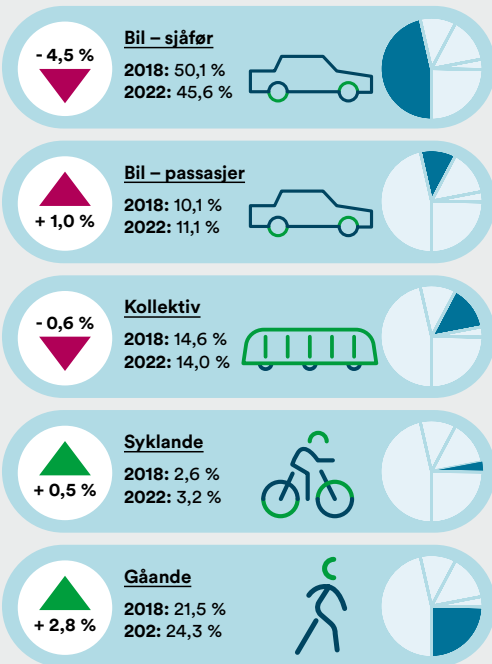 - 4,5 %
Bil – sjåfør
2018: 50,1 %
2022: 45,6 %
+ 1,0 %
Bil – passasjer
2018: 10,1 %
2022: 11,1 %
- 0,6 %
Kollektiv
2018: 14,6 %
2022: 14,0 %
+ 0,5 %
Syklande
2018: 2,6 %
2022: 3,2 %
+ 2,8 %
Gåande
2018: 21,5 %
202: 24,3 %